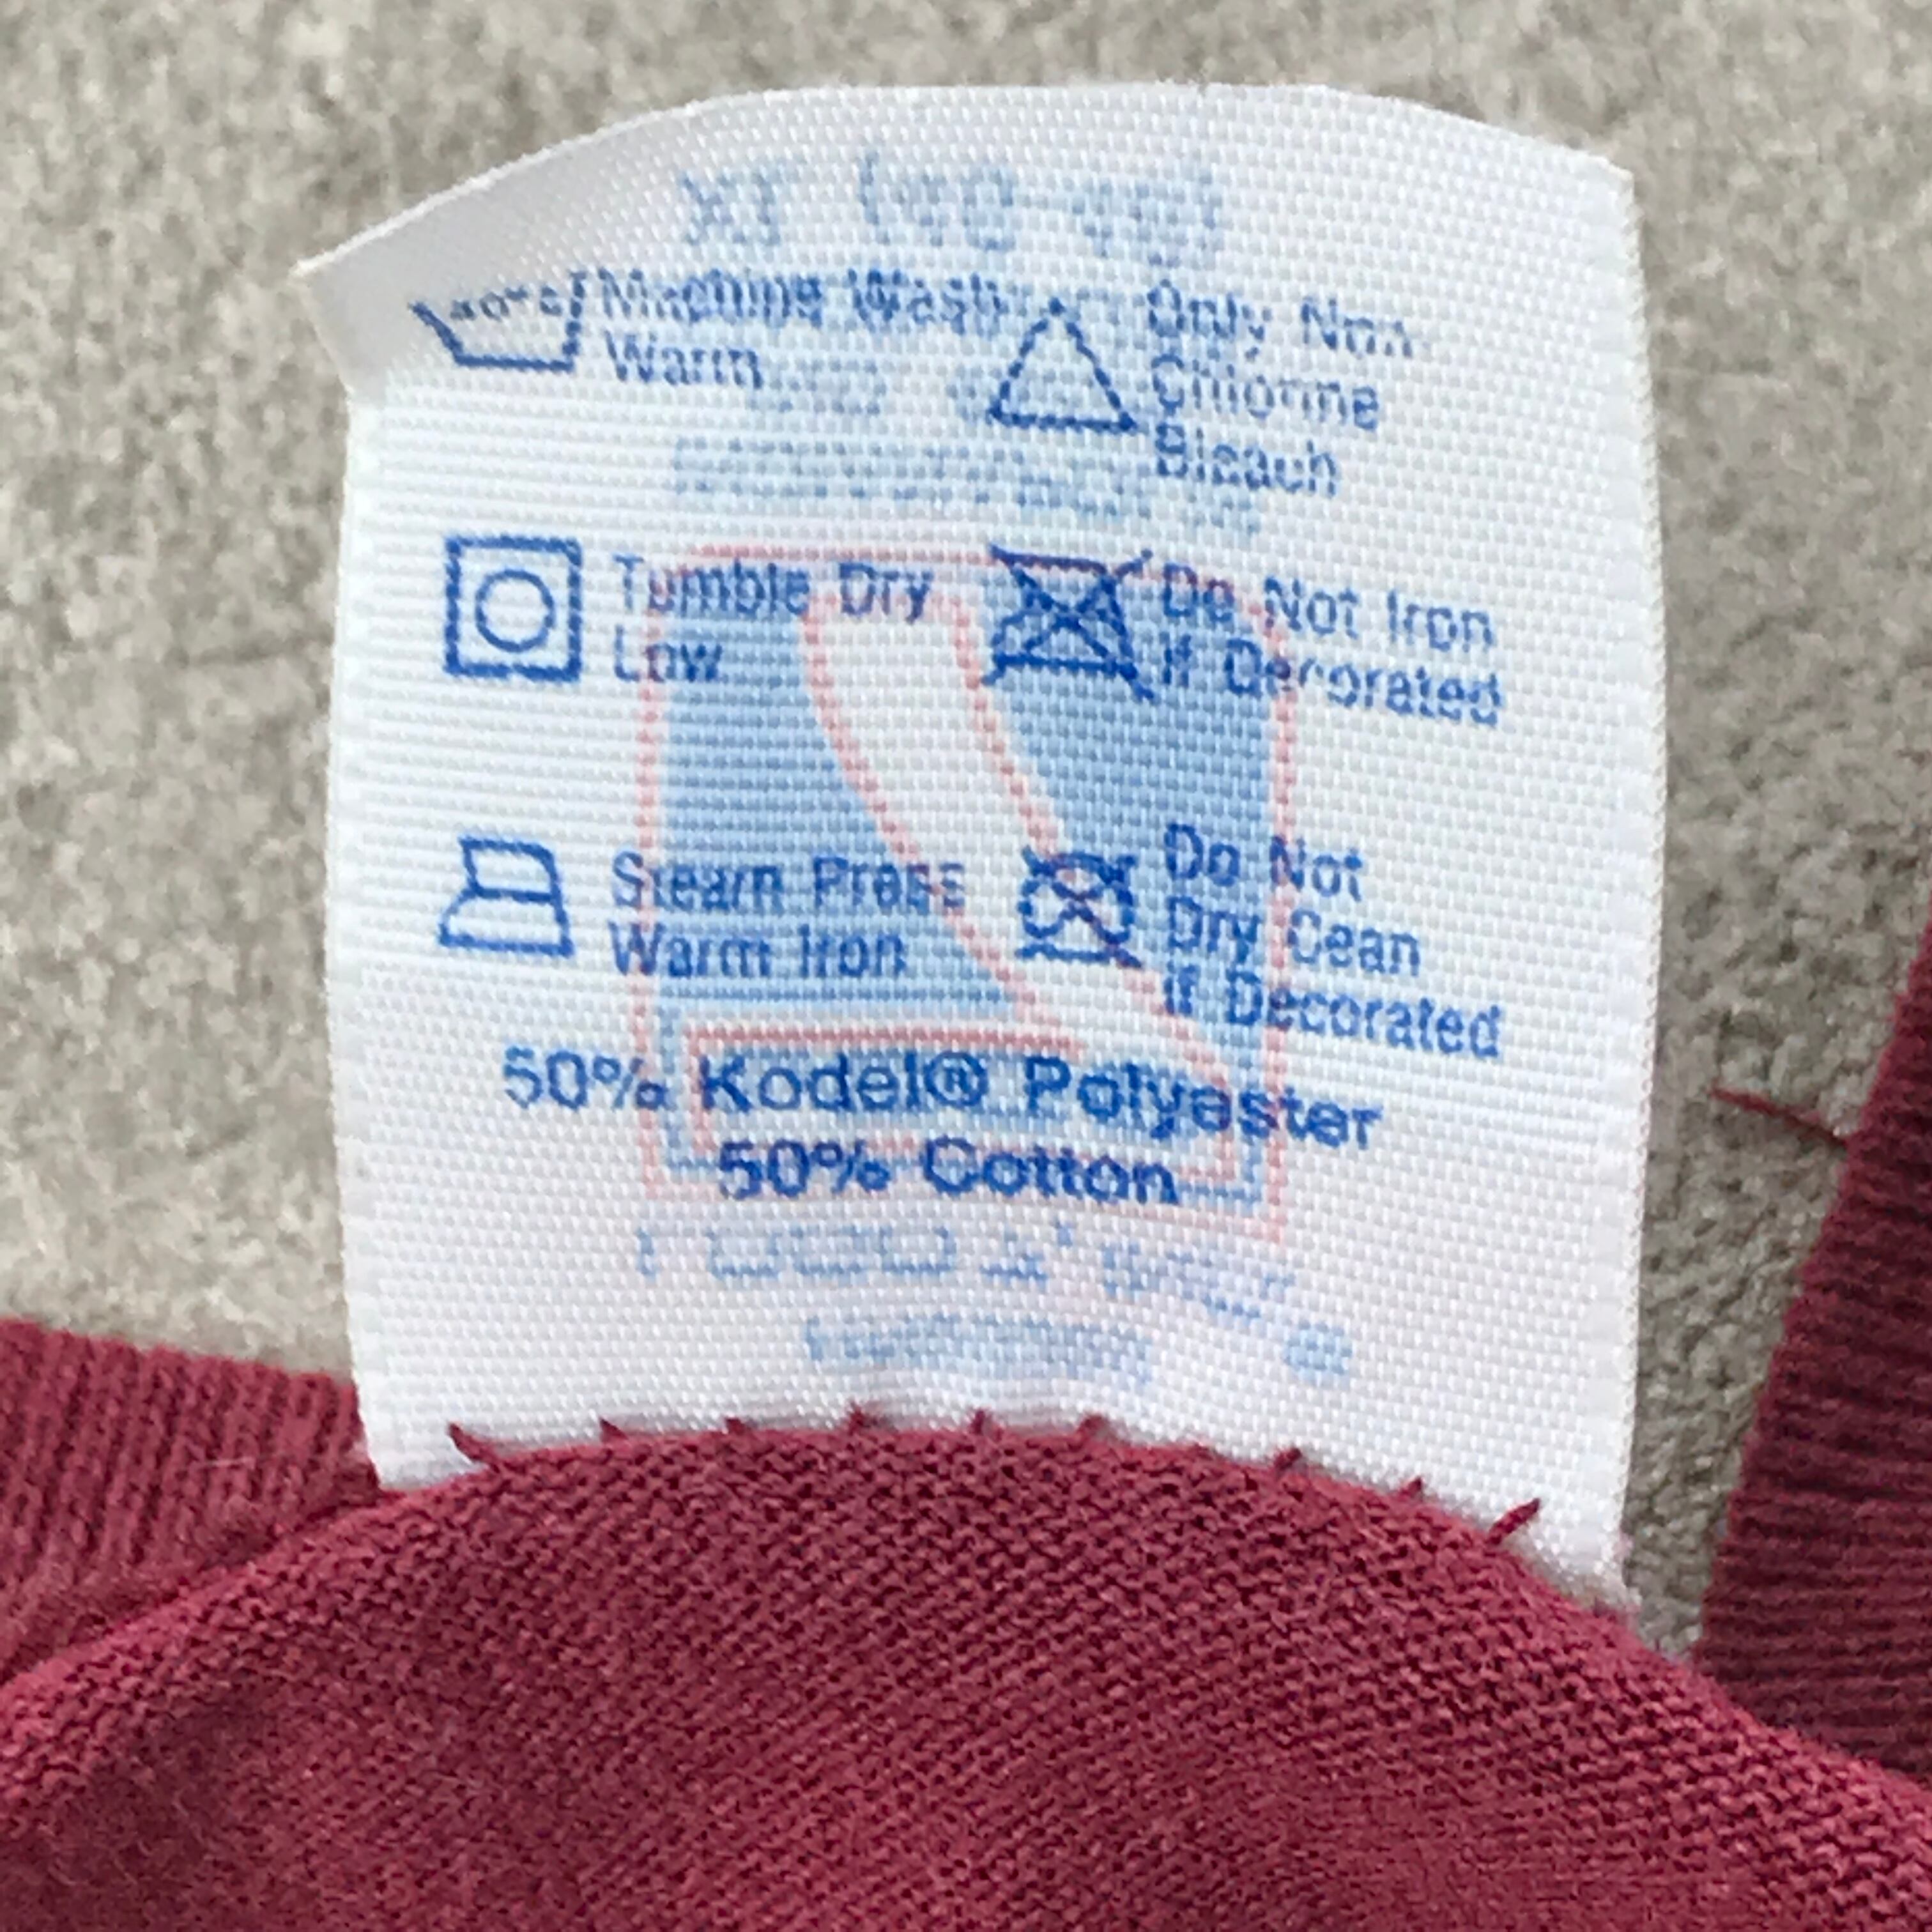 Machine Wash
Warm
Only Non-
Chlorine
Bleach
Tumble Dry
Low
Do Not Iron
If Decorated
Steam Press
Warm Iron
Do Not
Dry Cean
If Decorated
50% Kodel® Polyester
50% Cotton